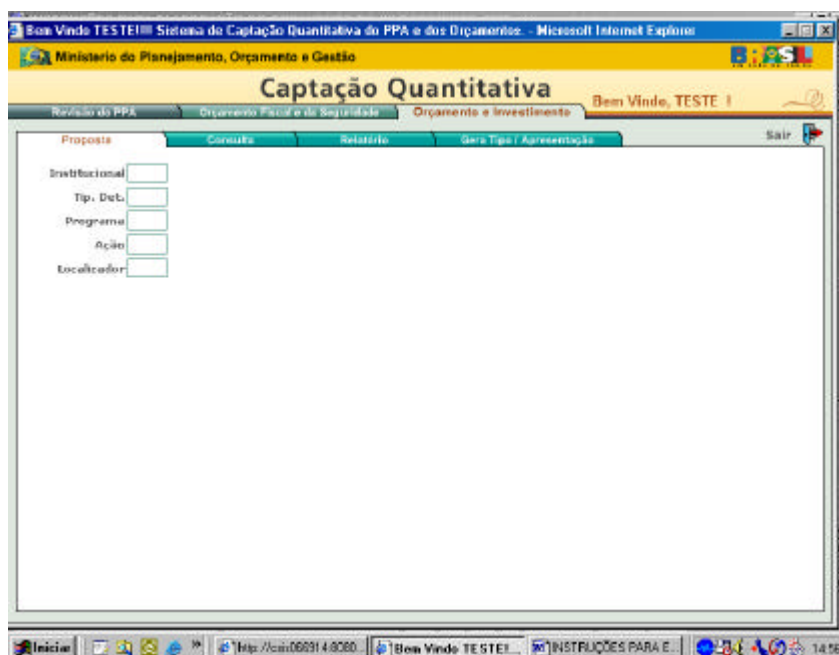 Bem Vindo TESTE!!!! Sistema de Captação Quantitativa do PPA e dos Orçamentos. - Microsoft Internet Explorer
Ministerio do Planejamento, Orçamento e Gestão
BRASIL
Captação Quantitativa
Bem Vindo, TESTE !
Revisão do PPA
Orçamento Fiscal e da Seguridade
Orçamento e Investimento
Proposta
Consulta
Relatório
Gera Tipo / Apresentação
Sair
Institucional
Tip. Det.
Programa
Ação
Localizador
Iniciar
Bem Vindo TESTE!...
INSTRUÇÕES PARA E...